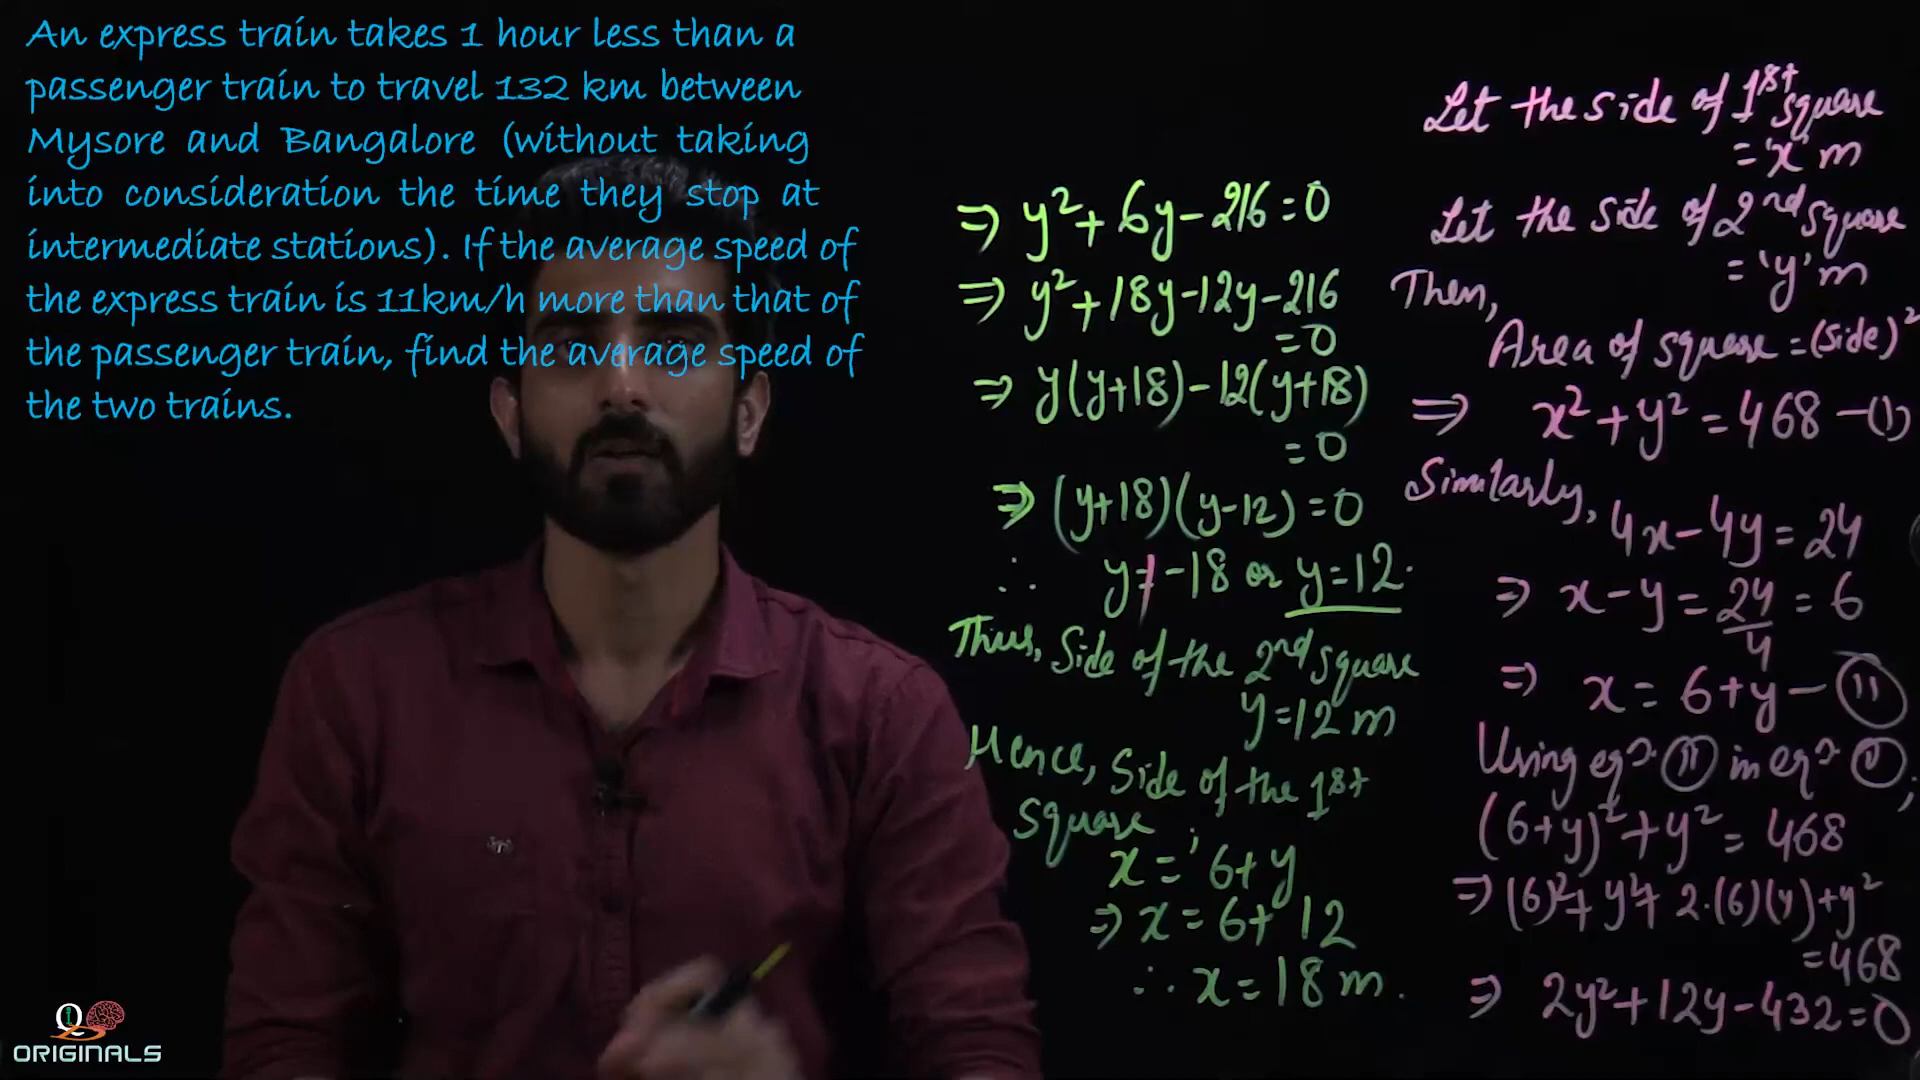 An express train takes 1 hour less than a
passenger train to travel 132 km between
Mysore and Bangalore (without taking
into consideration the time they stop at
intermediate stations). If the average speed of
the express train is 11km/h more than that of
the passenger train, find the average speed of
the two trains.
Let the side of 1st square
= 'x' m
Let the side of 2nd square
= 'y' m
Then,
Area of square = (side)²
⇒ x² + y² = 468 — (I)
Similarly,
4x - 4y = 24
⇒ x - y = 24/4 = 6
⇒ x = 6 + y — (II)
Using eqn. (II) in eqn. (I),
(6+y)² + y² = 468
⇒ (6)² + y² + 2·(6)(y) + y²
= 468
⇒ 2y² + 12y - 432 = 0
⇒ y² + 6y - 216 = 0
⇒ y² + 18y - 12y - 216
= 0
⇒ y(y+18) - 12(y+18)
= 0
⇒ (y+18)(y-12) = 0
∴ y ≠ -18 or y = 12.
Thus, Side of the 2nd square
y = 12 m
Hence, Side of the 1st
square
x = 6 + y
⇒ x = 6 + 12
∴ x = 18 m.
Q
ORIGINALS